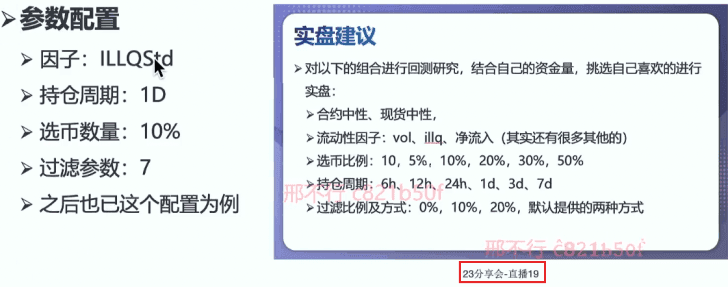 参数配置
因子：ILLQStd
持仓周期：1D
选币数量：10%
过滤参数：7
之后也已这个配置为例
实盘建议
对以下的组合进行回测研究，结合自己的资金量，挑选自己喜欢的进行
实盘：
合约中性、现货中性，
流动性因子：vol、illq、净流入（其实还有很多其他的）
选币比例：10，5%，10%，20%，30%，50%
持仓周期：6h、12h、24h、1d、3d、7d
邢不行 c821b50f
过滤比例及方式：0%，10%，20%，默认提供的两种方式
邢不行 c821b50f
23分享会-直播19